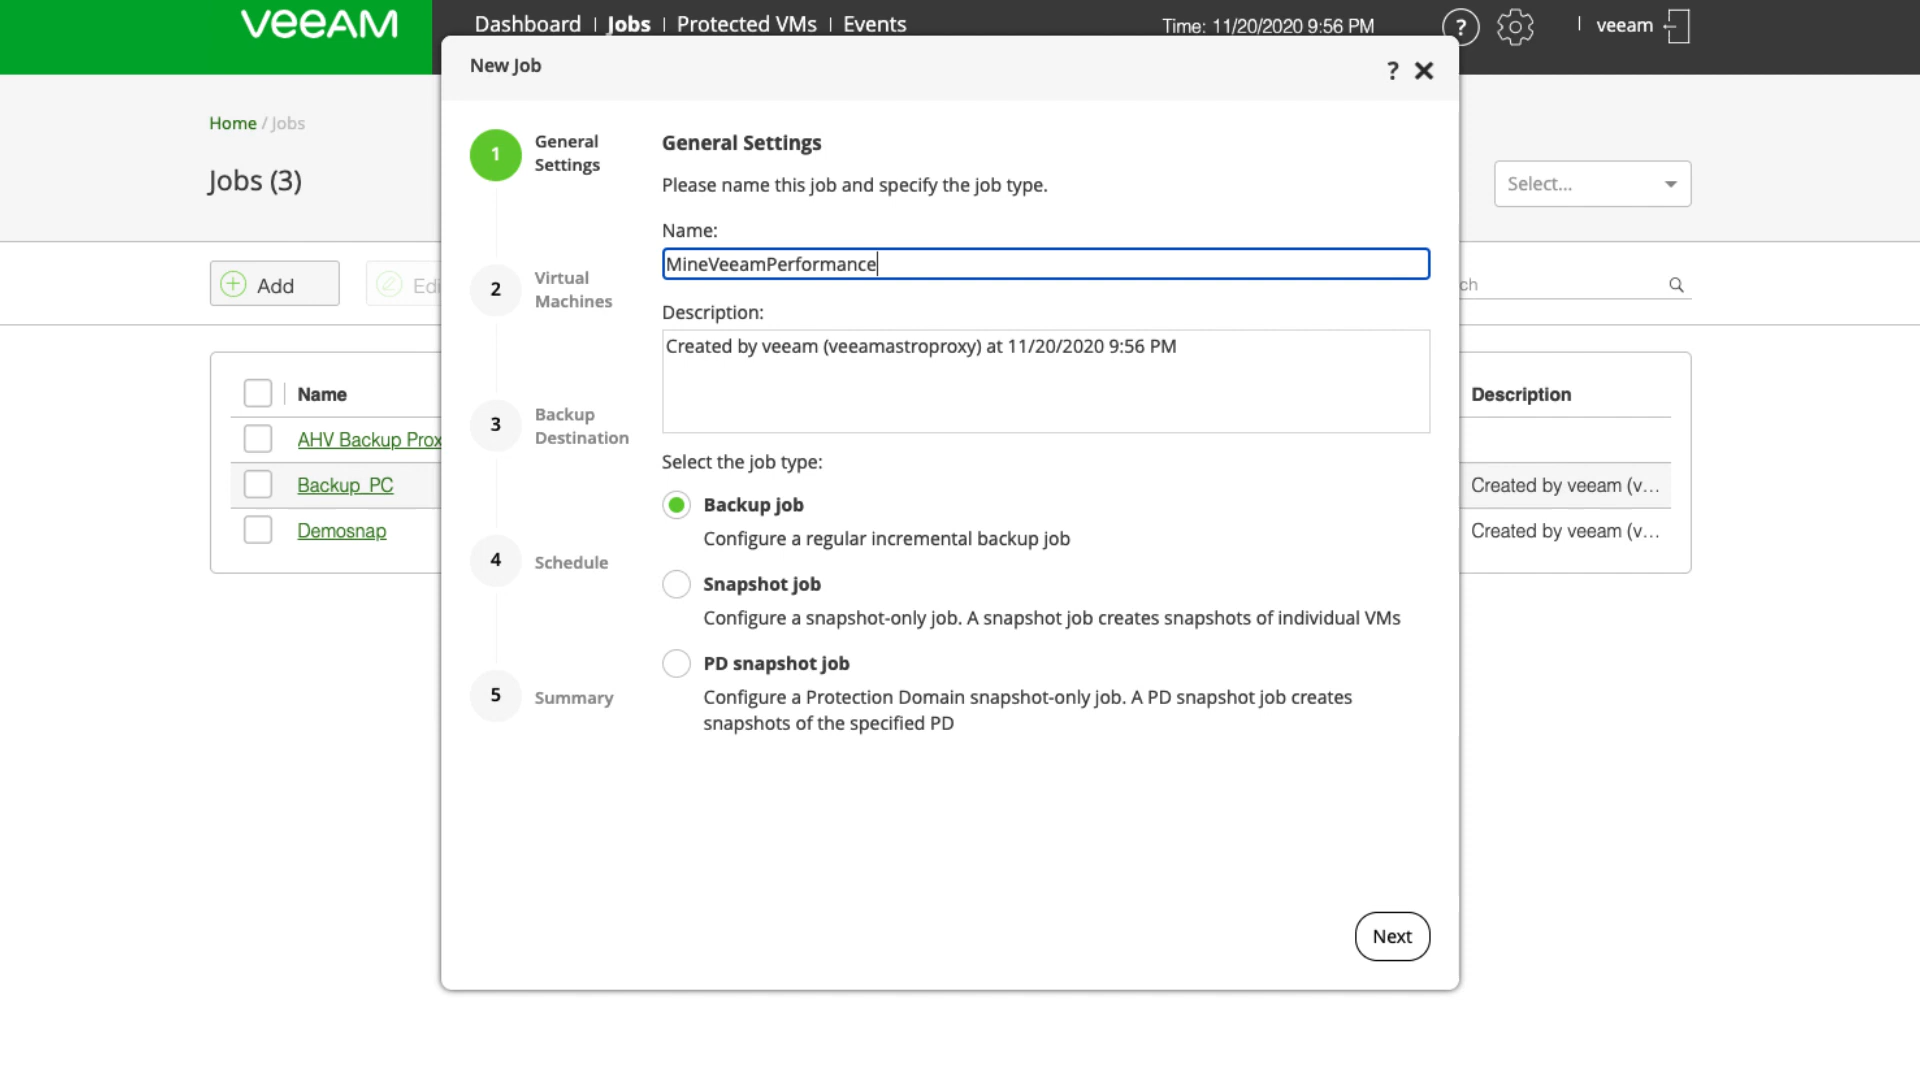 veeAM
Dashboard | Jobs | Protected VMs | Events
Time: 11/20/2020 9:56 PM
?
| veeam
New Job
? ✕
Home / Jobs
Jobs (3)
Select...
Add
Edi
ch
Name
Description
AHV Backup Prox
Backup_PC
Created by veeam (v...
Demosnap
Created by veeam (v...
1
General
Settings
2
Virtual
Machines
3
Backup
Destination
4
Schedule
5
Summary
General Settings
Please name this job and specify the job type.
Name:
MineVeeamPerformance
Description:
Created by veeam (veeamastroproxy) at 11/20/2020 9:56 PM
Select the job type:
Backup job
Configure a regular incremental backup job
Snapshot job
Configure a snapshot-only job. A snapshot job creates snapshots of individual VMs
PD snapshot job
Configure a Protection Domain snapshot-only job. A PD snapshot job creates
snapshots of the specified PD
Next